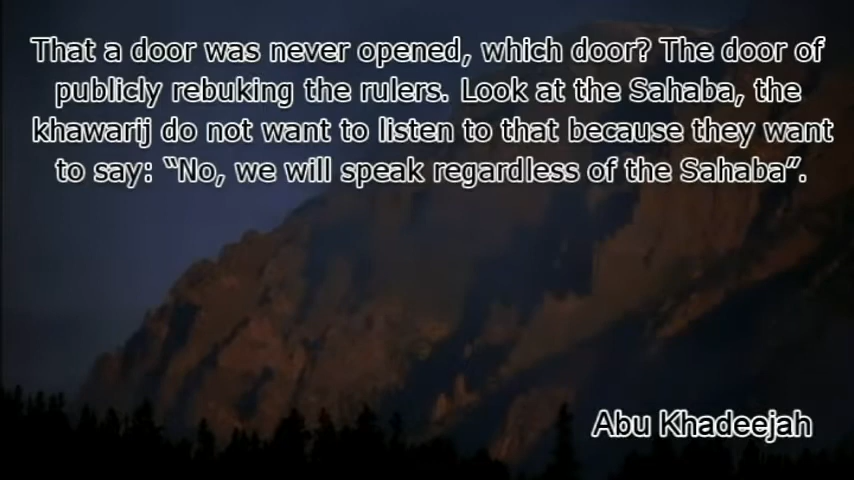 That a door was never opened, which door? The door of
publicly rebuking the rulers. Look at the Sahaba, the
khawarij do not want to listen to that because they want
to say: “No, we will speak regardless of the Sahaba”.
Abu Khadeejah